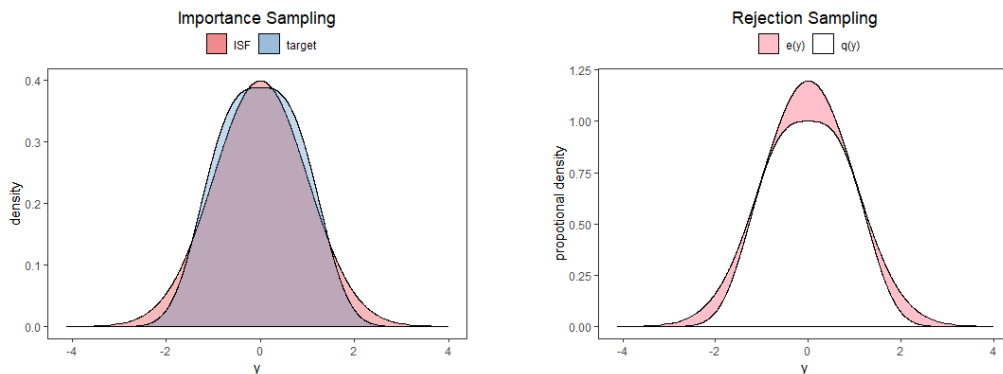 Importance Sampling
ISF target
0.4
0.3
0.2
0.1
0.0
density
-4 -2 0 2 4
y
Rejection Sampling
e(y) q(y)
1.25
1.00
0.75
0.50
0.25
0.00
propotional density
-4 -2 0 2 4
y